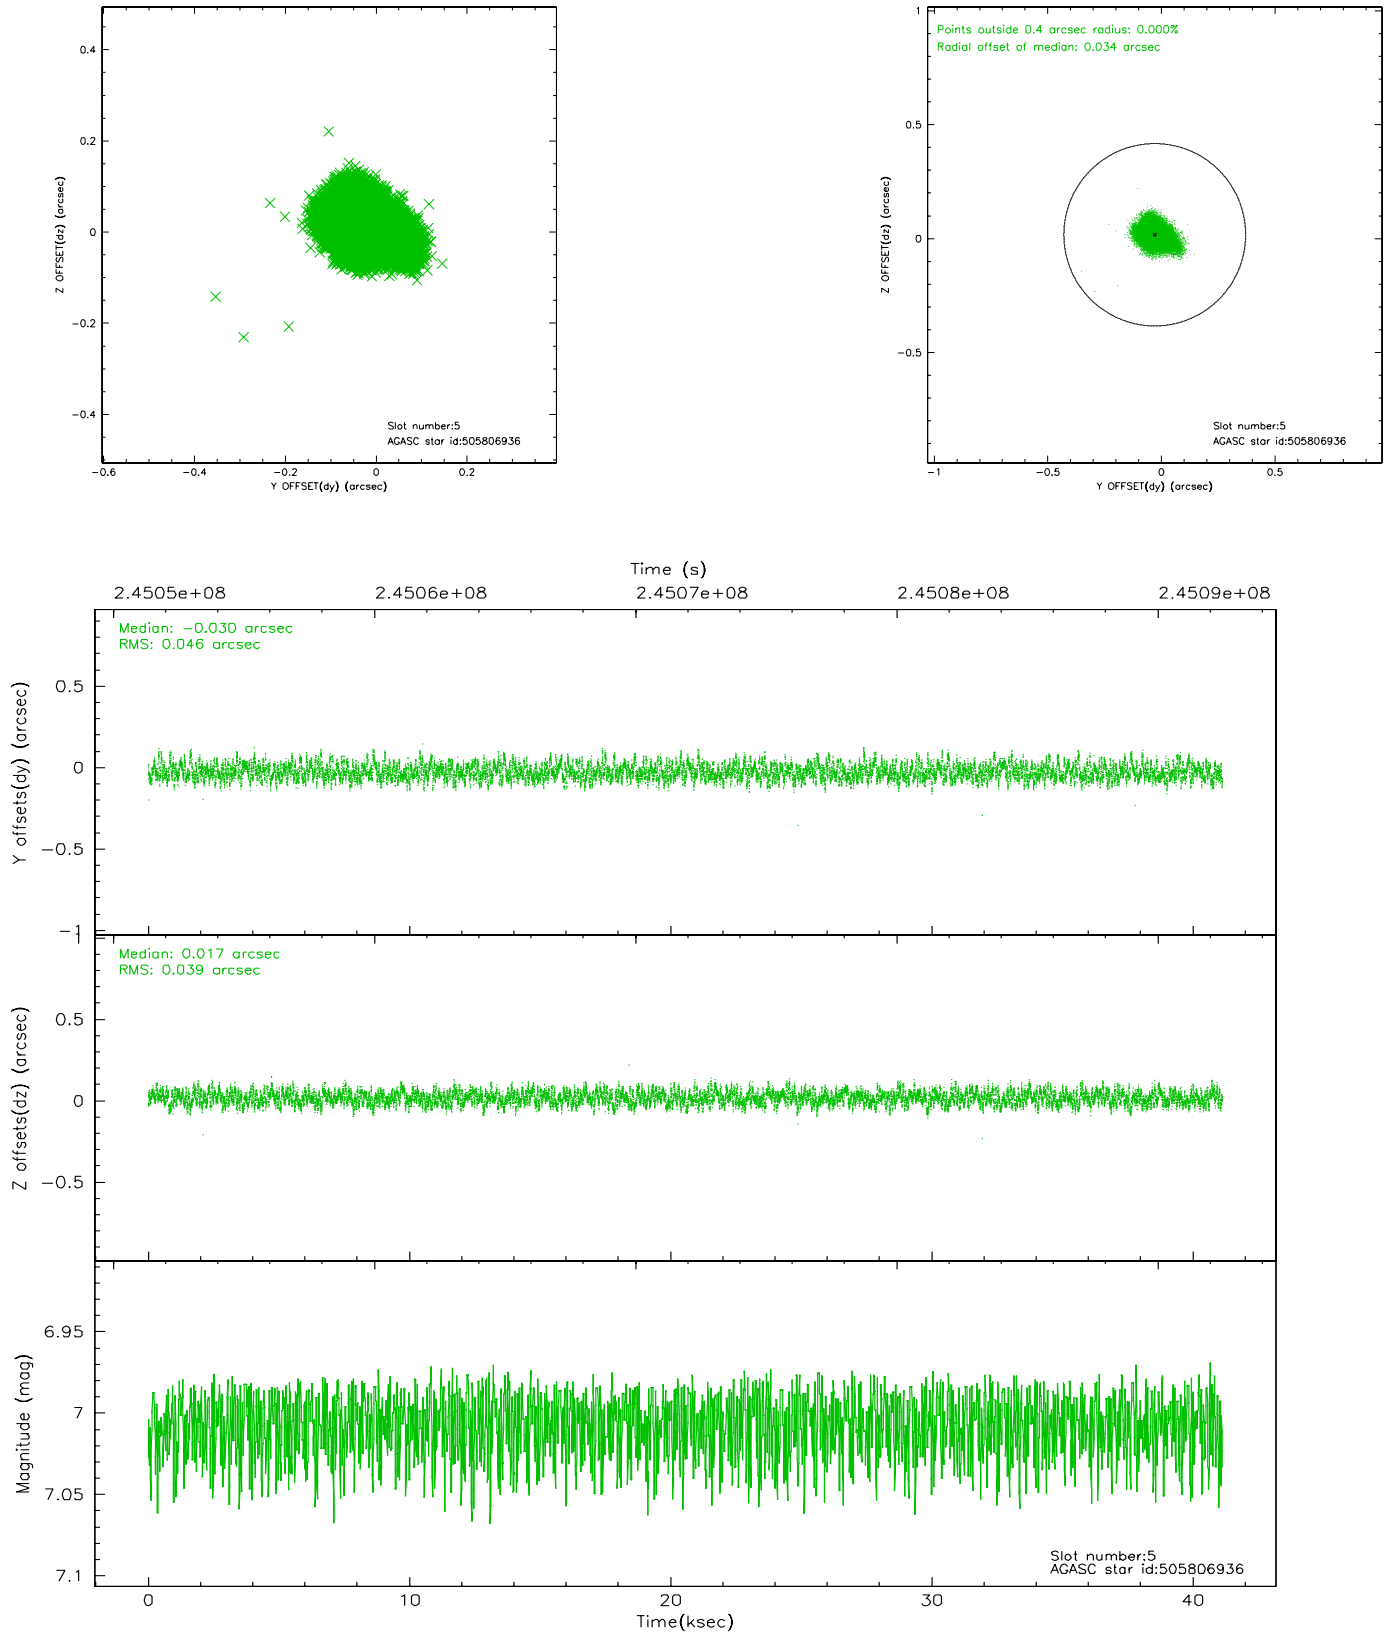 0.4
0.2
0
−0.2
−0.4
Z OFFSET(dz) (arcsec)
Slot number:5
AGASC star id:505806936
−0.6
−0.4
−0.2
0
0.2
Y OFFSET(dy) (arcsec)
Points outside 0.4 arcsec radius: 0.000%
Radial offset of median: 0.034 arcsec
1
0.5
0
−0.5
Z OFFSET(dz) (arcsec)
Slot number:5
AGASC star id:505806936
−1
−0.5
0
0.5
Y OFFSET(dy) (arcsec)
Time (s)
2.4505e+08
2.4506e+08
2.4507e+08
2.4508e+08
2.4509e+08
Median: −0.030 arcsec
RMS: 0.046 arcsec
0.5
0
−0.5
−1
Y offsets(dy) (arcsec)
Median: 0.017 arcsec
RMS: 0.039 arcsec
1
0.5
0
−0.5
Z offsets(dz) (arcsec)
6.95
7
7.05
7.1
Magnitude (mag)
Slot number:5
AGASC star id:505806936
0
10
20
30
40
Time(ksec)